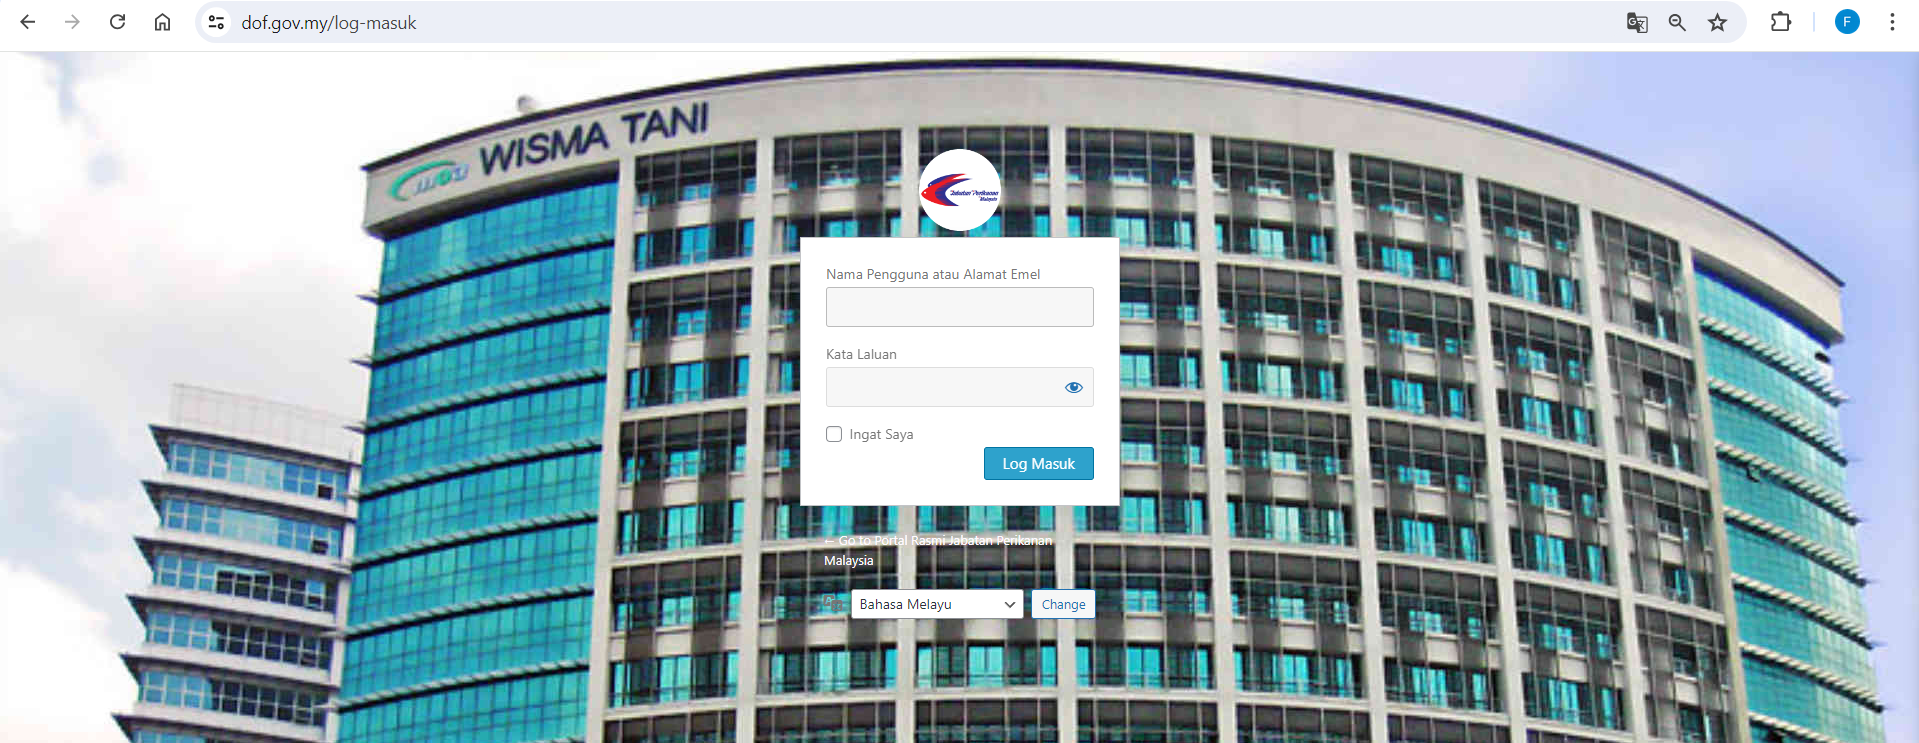 dof.gov.my/log-masuk
F
moa WISMA TANI
Jabatan Perikanan
Malaysia
Nama Pengguna atau Alamat Emel
Kata Laluan
Ingat Saya
Log Masuk
← Go to Portal Rasmi Jabatan Perikanan
Malaysia
Bahasa Melayu
Change